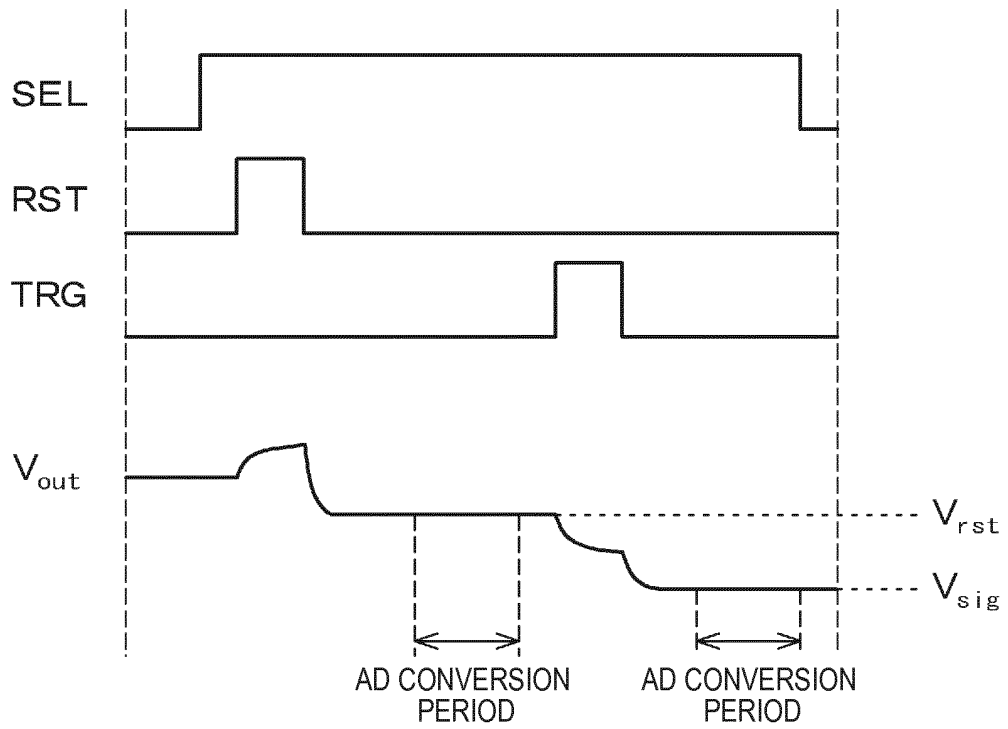 SEL
RST
TRG
Vout
Vrst
Vsig
AD CONVERSION
PERIOD
AD CONVERSION
PERIOD